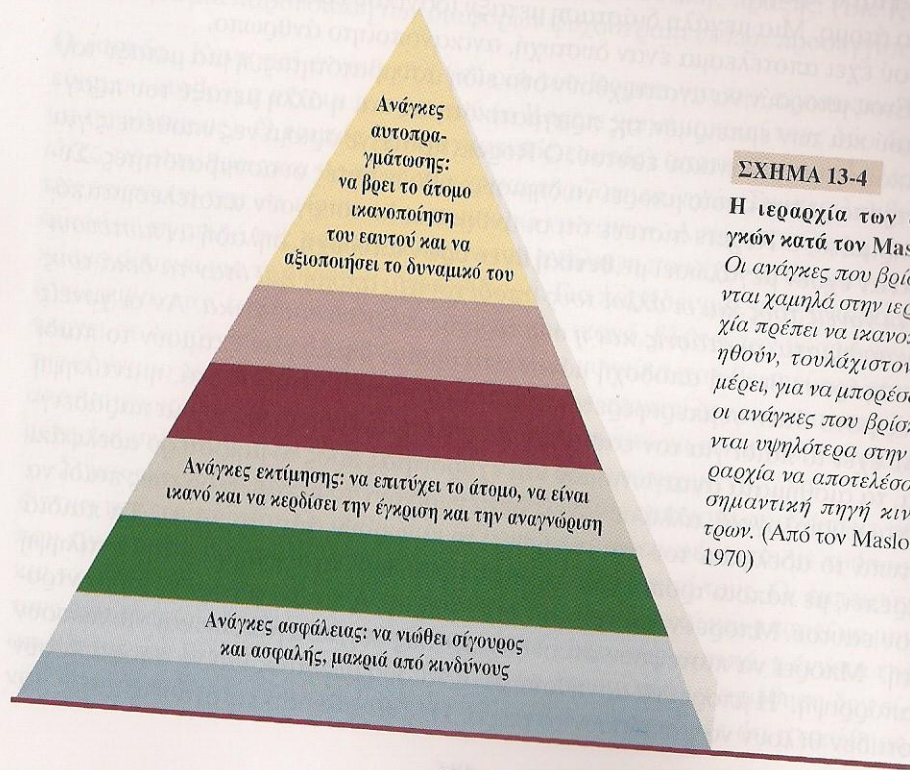 Ανάγκες
αυτοπρα-
γμάτωσης:
να βρει το άτομο
ικανοποίηση
του εαυτού και να
αξιοποιήσει το δυναμικό του
Ανάγκες εκτίμησης: να επιτύχει το άτομο, να είναι
ικανό και να κερδίσει την έγκριση και την αναγνώριση
Ανάγκες ασφάλειας: να νιώθει σίγουρος
και ασφαλής, μακριά από κινδύνους
ΣΧΗΜΑ 13-4
Η ιεραρχία των
γκών κατά τον Mas
Οι ανάγκες που βρίσ
νται χαμηλά στην ιερ
χία πρέπει να ικανοπ
ηθούν, τουλάχιστον
μέρει, για να μπορέσ
οι ανάγκες που βρίσκ
νται υψηλότερα στην
ραρχία να αποτελέσο
σημαντική πηγή κιν
τρων. (Από τον Maslo
1970)